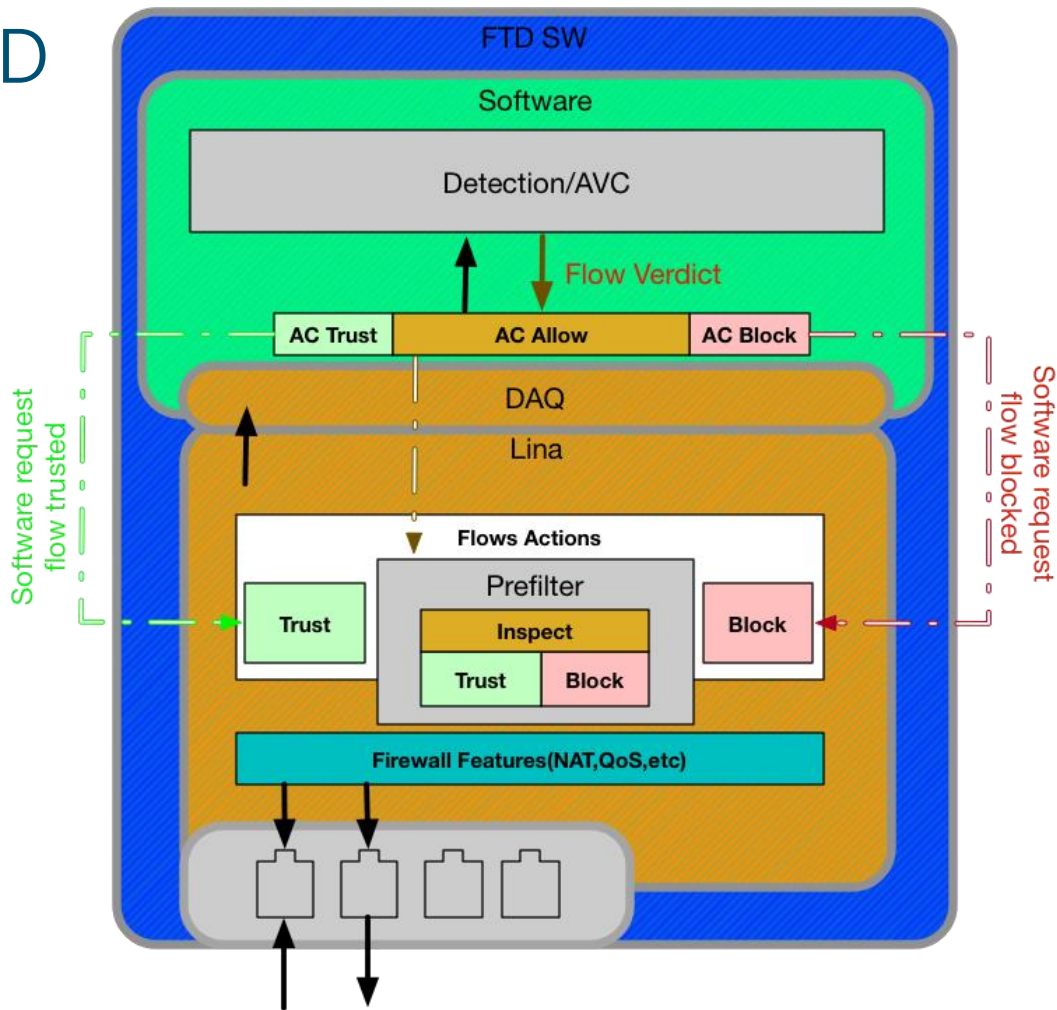 D
FTD SW
Software
Detection/AVC
Flow Verdict
AC Trust
AC Allow
AC Block
DAQ
Lina
Software request
flow trusted
Software request
flow blocked
Flows Actions
Prefilter
Inspect
Trust
Trust
Block
Block
Firewall Features(NAT,QoS,etc)